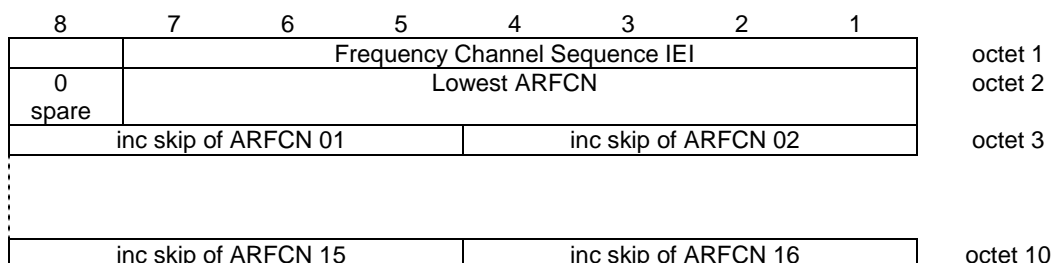 8 7 6 5 4 3 2 1
Frequency Channel Sequence IEI octet 1
0 Lowest ARFCN octet 2
spare
inc skip of ARFCN 01 inc skip of ARFCN 02 octet 3
inc skip of ARFCN 15 inc skip of ARFCN 16 octet 10